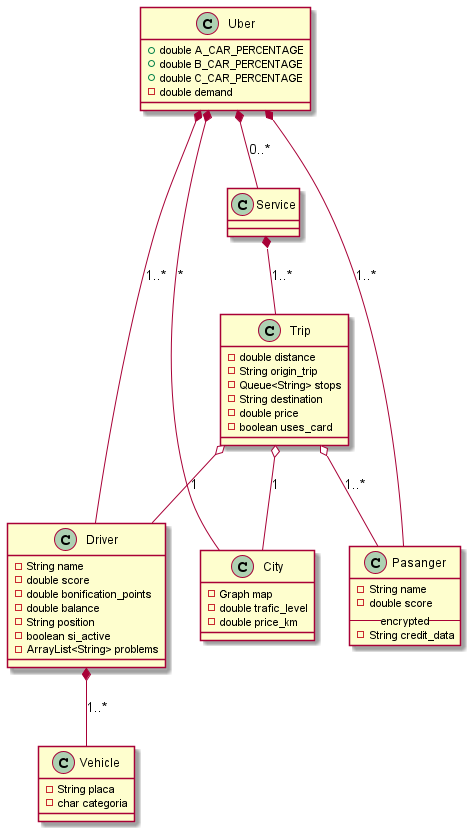 C Uber
double A_CAR_PERCENTAGE
double B_CAR_PERCENTAGE
double C_CAR_PERCENTAGE
double demand
0..*
C Service
1..*
*
1..*
1..*
C Trip
double distance
String origin_trip
Queue<String> stops
String destination
double price
boolean uses_card
1
1
1..*
C Driver
String name
double score
double bonification_points
double balance
String position
boolean si_active
ArrayList<String> problems
C City
Graph map
double trafic_level
double price_km
C Pasanger
String name
double score
encrypted
String credit_data
1..*
C Vehicle
String placa
char categoria